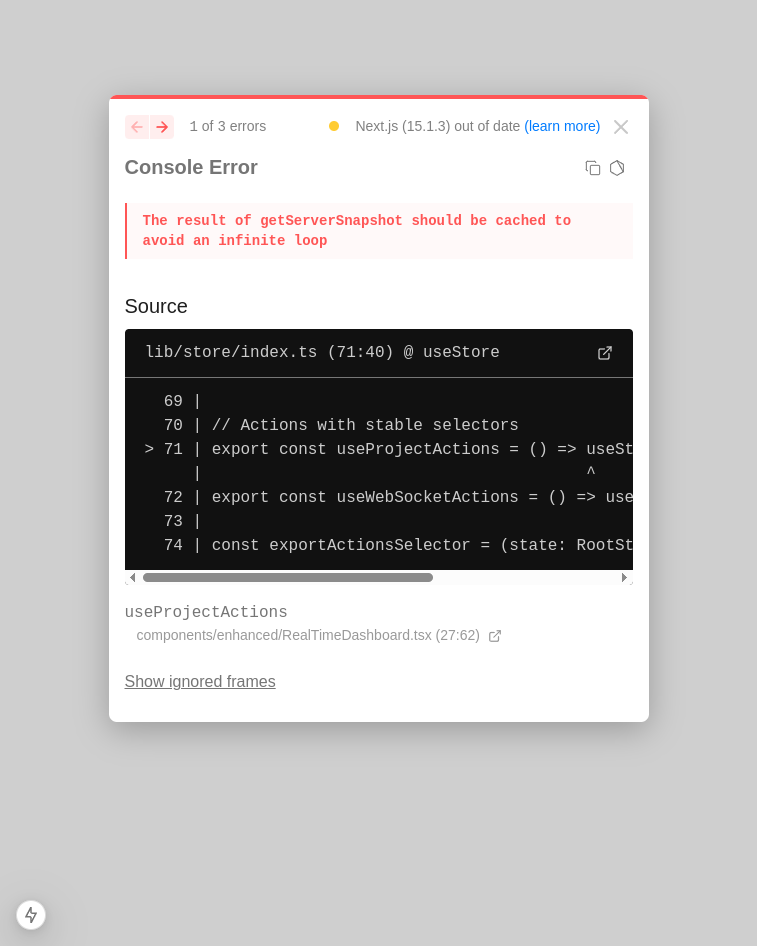 1 of 3 errors
Next.js (15.1.3) out of date (learn more)
Console Error
The result of getServerSnapshot should be cached to
avoid an infinite loop
Source
lib/store/index.ts (71:40) @ useStore
69 |
70 | // Actions with stable selectors
> 71 | export const useProjectActions = () => useSt
| ^
72 | export const useWebSocketActions = () => use
73 |
74 | const exportActionsSelector = (state: RootSt
useProjectActions
components/enhanced/RealTimeDashboard.tsx (27:62)
Show ignored frames